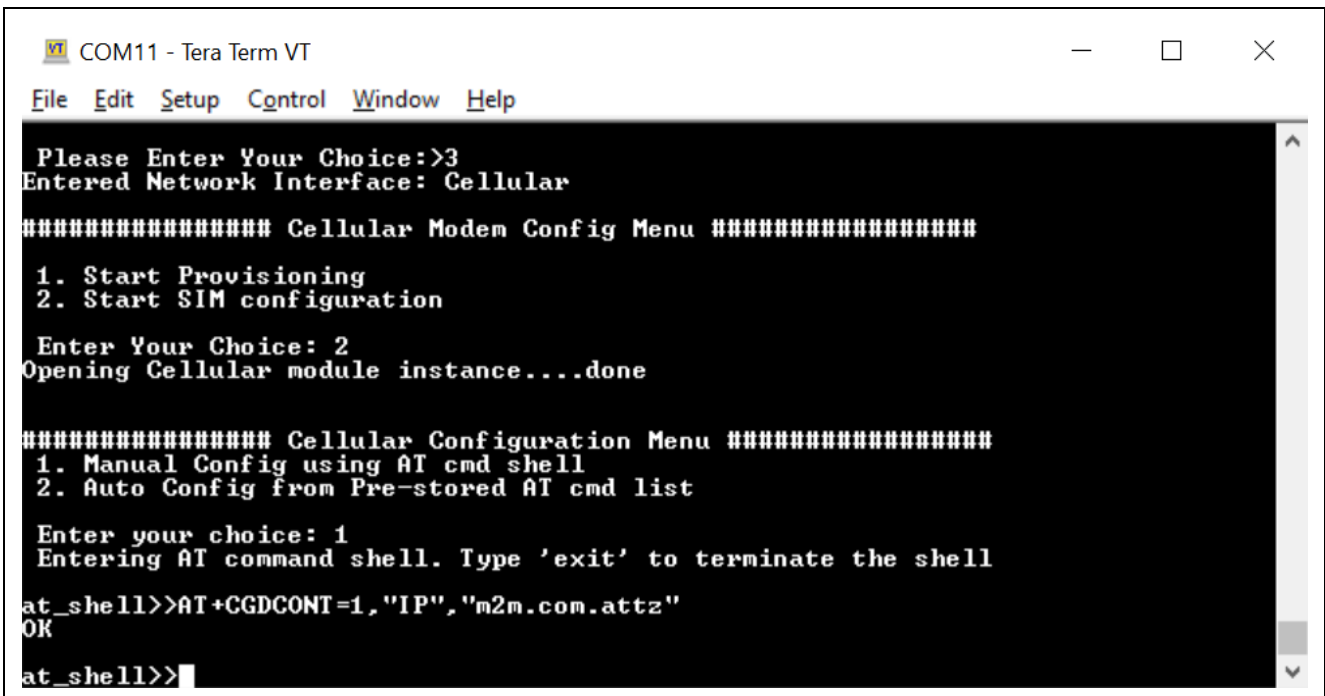 VT COM11 - Tera Term VT
File Edit Setup Control Window Help
Please Enter Your Choice:>3
Entered Network Interface: Cellular
################ Cellular Modem Config Menu #################
1. Start Provisioning
2. Start SIM configuration
Enter Your Choice: 2
Opening Cellular module instance....done
################ Cellular Configuration Menu #################
1. Manual Config using AT cmd shell
2. Auto Config from Pre-stored AT cmd list
Enter your choice: 1
Entering AT command shell. Type 'exit' to terminate the shell
at_shell>>AT+CGDCONT=1,"IP","m2m.com.attz"
OK
at_shell>>